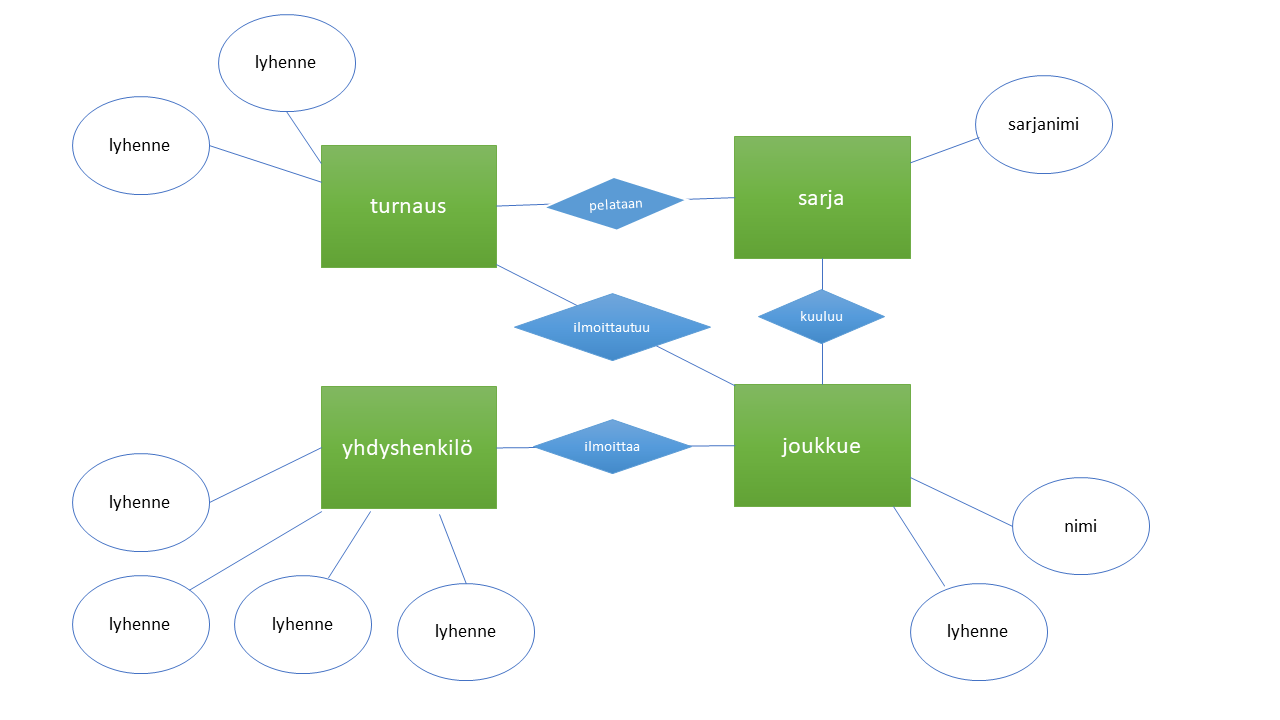 lyhenne
lyhenne
sarjanimi
turnaus
pelataan
sarja
ilmoittautuu
kuuluu
yhdyshenkilö
ilmoittaa
joukkue
lyhenne
nimi
lyhenne
lyhenne
lyhenne
lyhenne